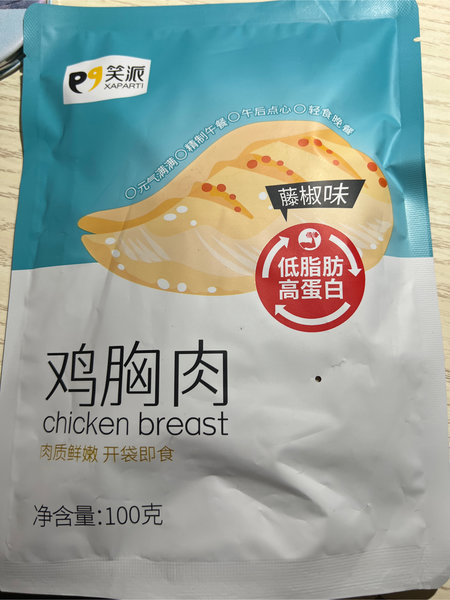 笑派
XAPARTI
○元气满满○精制午餐○午后点心○轻食晚餐
藤椒味
低脂肪
高蛋白
鸡胸肉
chicken breast
肉质鲜嫩 开袋即食
净含量:100克